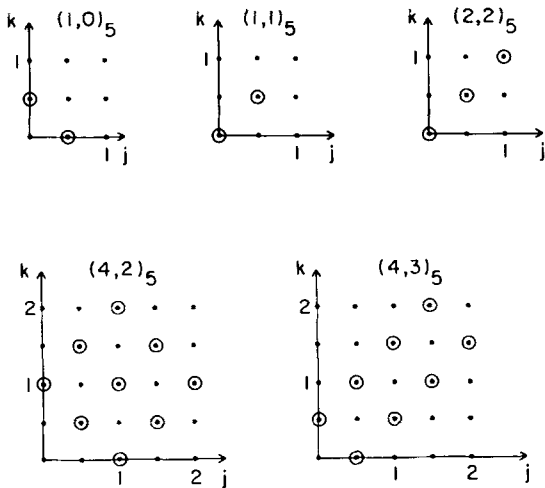 k (1,0)₅
1
1 j
k (1,1)₅
1
1 j
k (2,2)₅
1
1 j
k (4,2)₅
2
1
1 2 j
k (4,3)₅
2
1
1 2 j